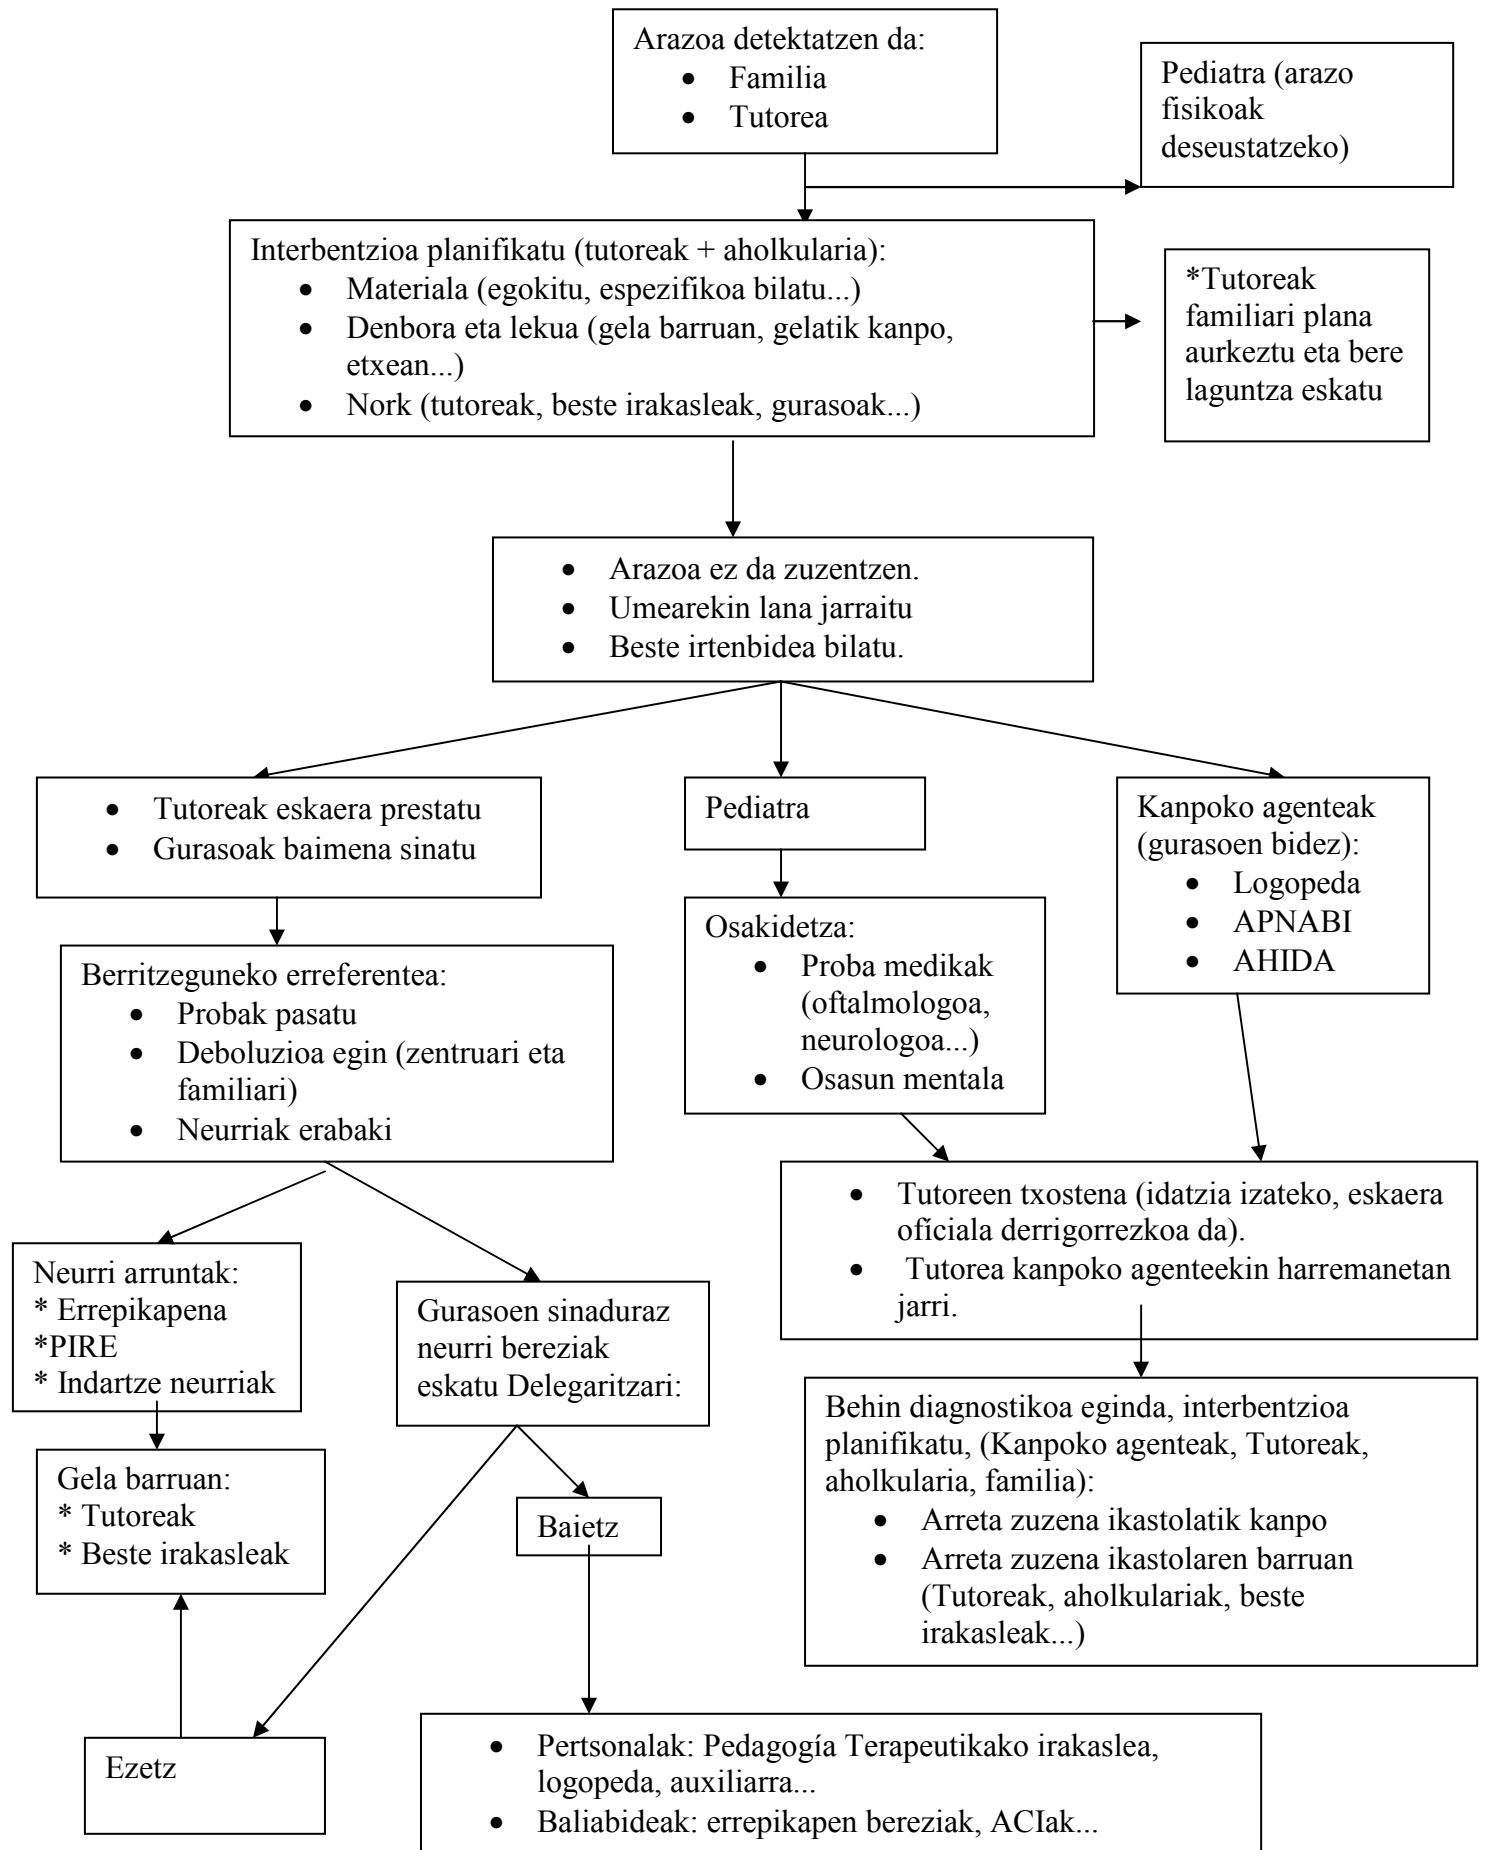 Arazoa detektatzen da:
• Familia
• Tutorea
Pediatra (arazo
fisikoak
deseustatzeko)
Interbentzioa planifikatu (tutoreak + aholkularia):
• Materiala (egokitu, espezifikoa bilatu...)
• Denbora eta lekua (gela barruan, gelatik kanpo,
etxean...)
• Nork (tutoreak, beste irakasleak, gurasoak...)
*Tutoreak
familiari plana
aurkeztu eta bere
laguntza eskatu
• Arazoa ez da zuzentzen.
• Umearekin lana jarraitu
• Beste irtenbidea bilatu.
• Tutoreak eskaera prestatu
• Gurasoak baimena sinatu
Pediatra
Kanpoko agenteak
(gurasoen bidez):
• Logopeda
• APNABI
• AHIDA
Berritzeguneko erreferentea:
• Probak pasatu
• Deboluzioa egin (zentruari eta
familiari)
• Neurriak erabaki
Osakidetza:
• Proba medikak
(oftalmologoa,
neurologoa...)
• Osasun mentala
• Tutoreen txostena (idatzia izateko, eskaera
ofíciala derrigorrezkoa da).
• Tutorea kanpoko agenteekin harremanetan
jarri.
Neurri arruntak:
* Errepikapena
*PIRE
* Indartze neurriak
Gurasoen sinaduraz
neurri bereziak
eskatu Delegaritzari:
Behin diagnostikoa eginda, interbentzioa
planifikatu, (Kanpoko agenteak, Tutoreak,
aholkularia, familia):
• Arreta zuzena ikastolatik kanpo
• Arreta zuzena ikastolaren barruan
(Tutoreak, aholkulariak, beste
irakasleak...)
Gela barruan:
* Tutoreak
* Beste irakasleak
Baietz
Ezetz
• Pertsonalak: Pedagogía Terapeutikako irakaslea,
logopeda, auxiliarra...
• Baliabideak: errepikapen bereziak, ACIak...